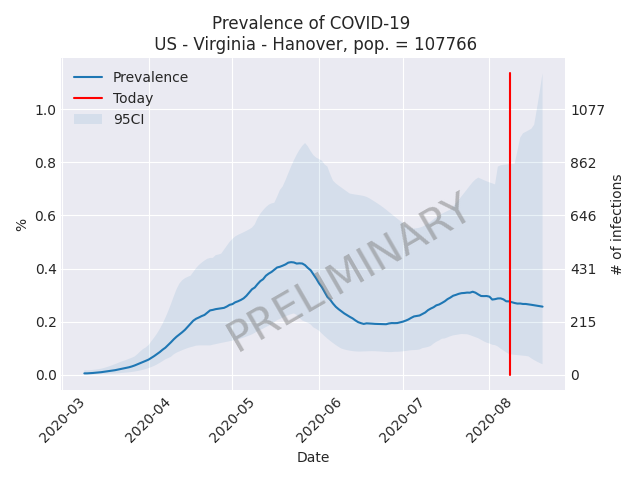 Prevalence of COVID-19
US - Virginia - Hanover, pop. = 107766
Prevalence
Today
95CI
1.0
0.8
0.6
0.4
0.2
0.0
%
1077
862
646
431
215
0
# of infections
PRELIMINARY
2020-03
2020-04
2020-05
2020-06
2020-07
2020-08
Date